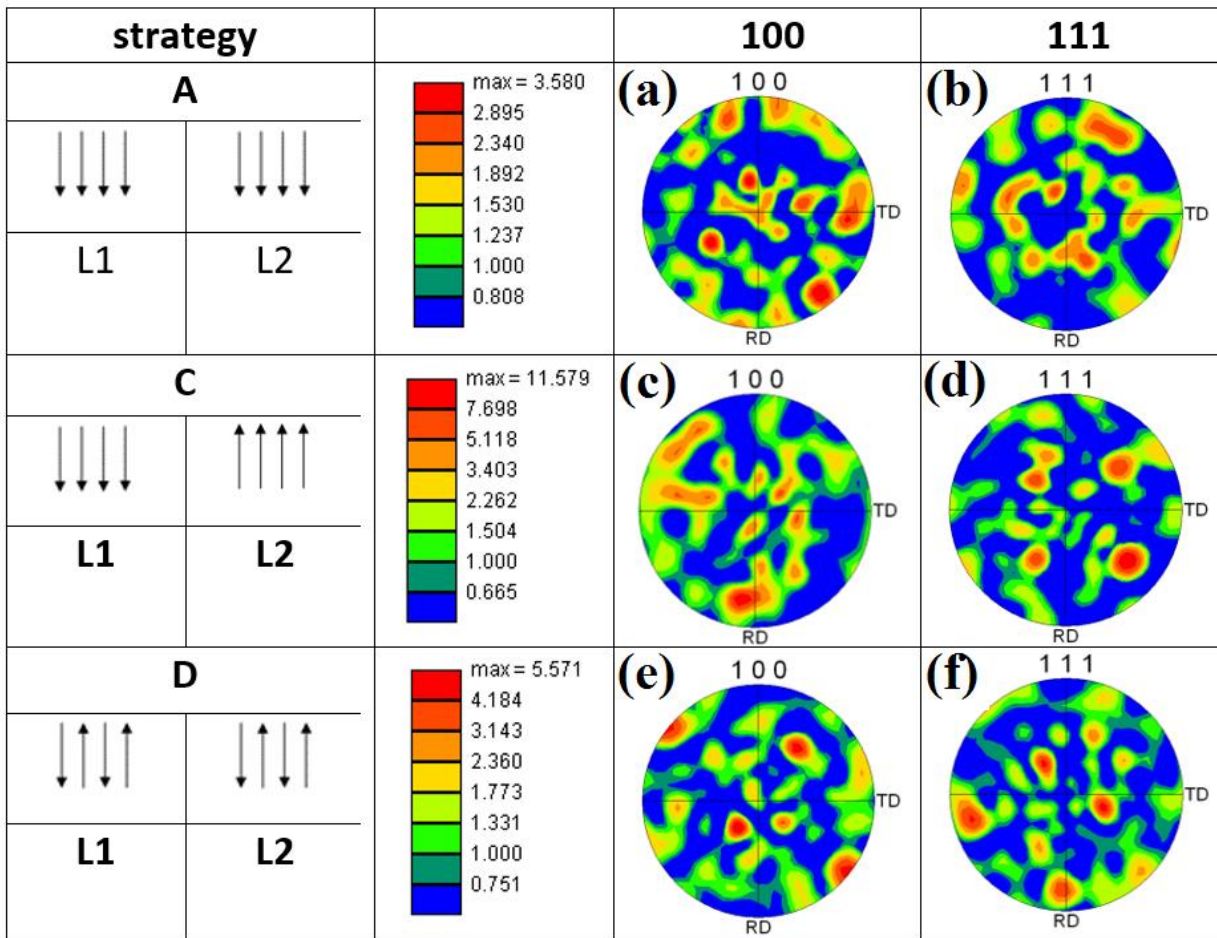 strategy 100 111
A
L1 L2
max = 3.580
2.895
2.340
1.892
1.530
1.237
1.000
0.808
(a) 1 0 0
TD
RD
(b) 1 1 1
TD
RD
C
L1 L2
max = 11.579
7.698
5.118
3.403
2.262
1.504
1.000
0.665
(c) 1 0 0
TD
RD
(d) 1 1 1
TD
RD
D
L1 L2
max = 5.571
4.184
3.143
2.360
1.773
1.331
1.000
0.751
(e) 1 0 0
TD
RD
(f) 1 1 1
TD
RD